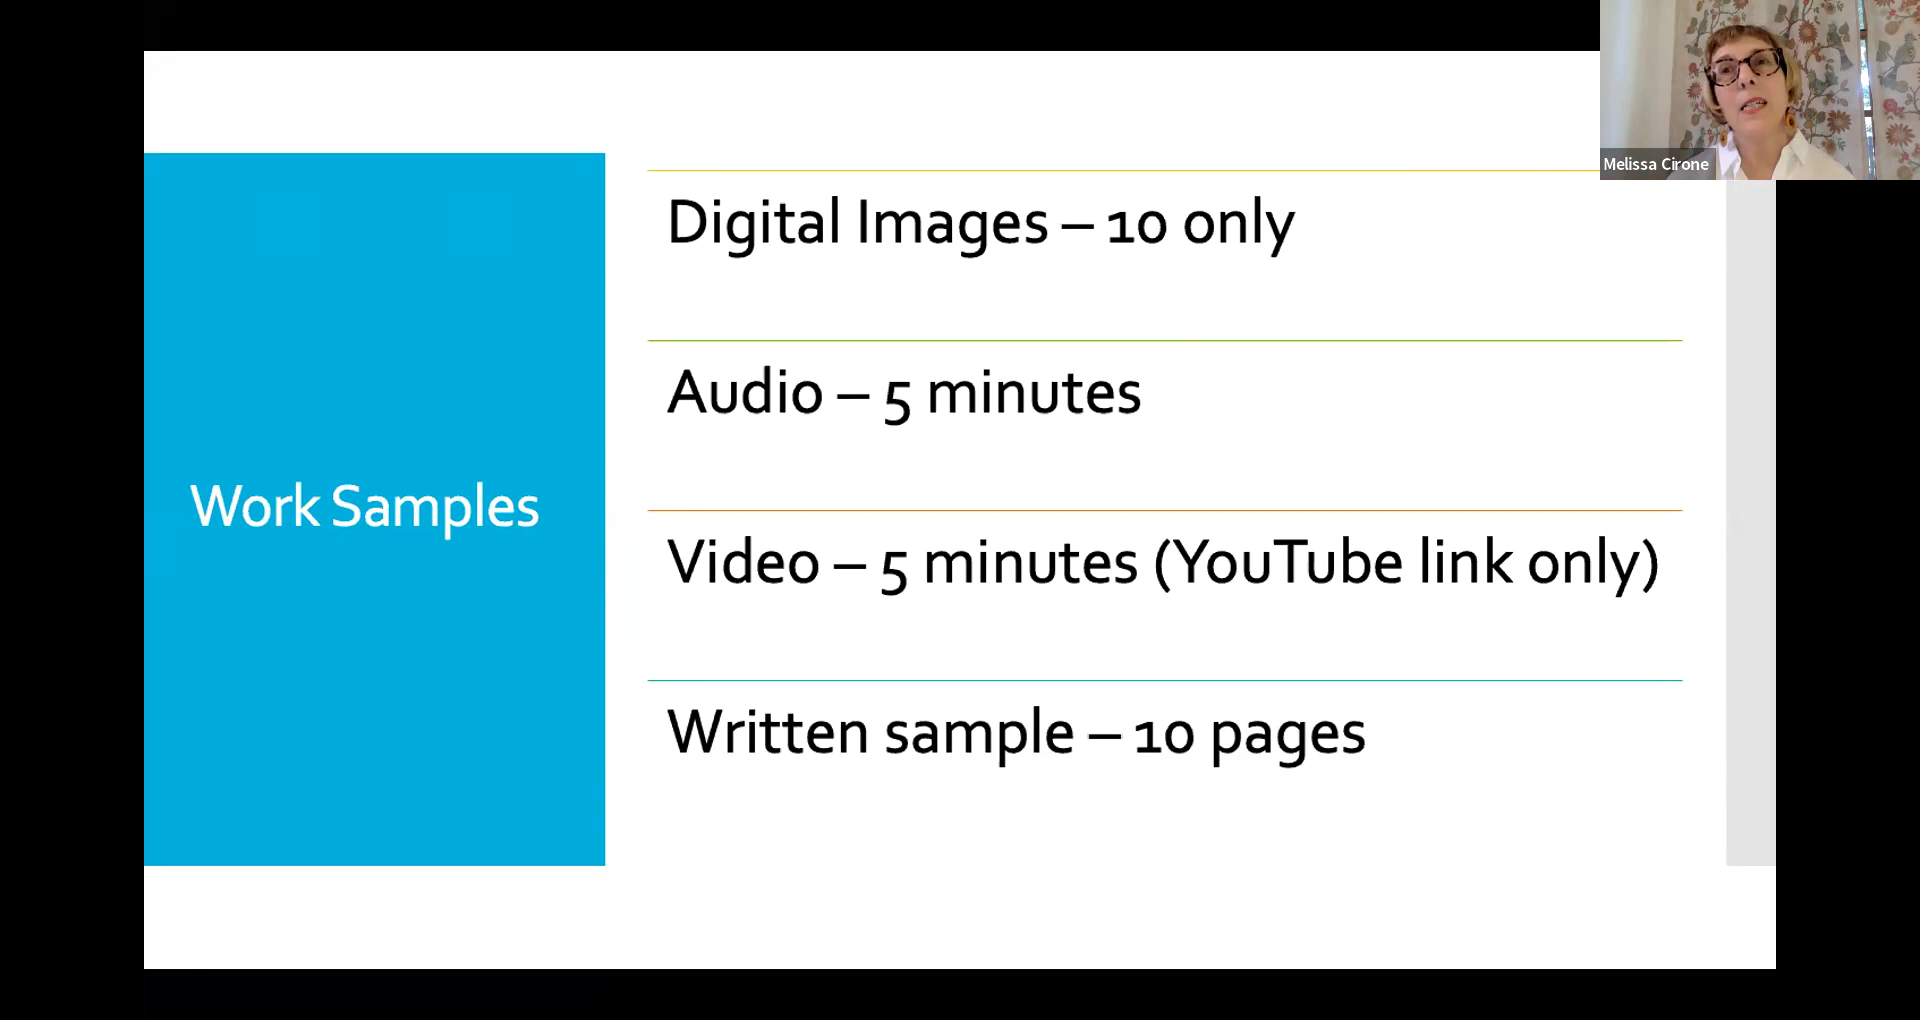 Melissa Cirone
Work Samples
Digital Images – 10 only
Audio – 5 minutes
Video – 5 minutes (YouTube link only)
Written sample – 10 pages